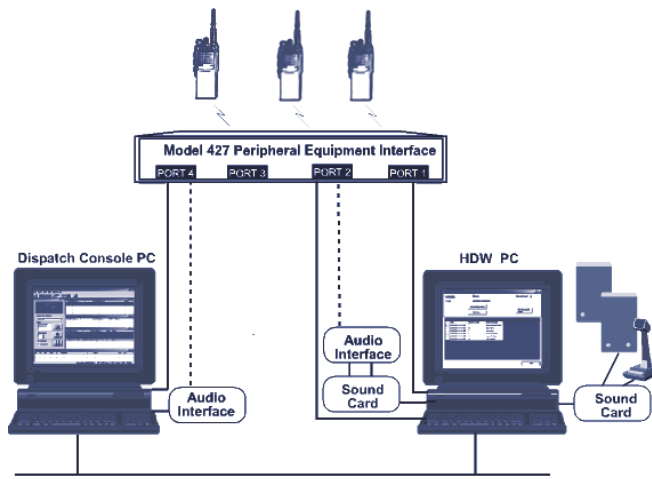 Model 427 Peripheral Equipment Interface
PORT 4
PORT 3
PORT 2
PORT 1
Dispatch Console PC
HDW PC
Audio
Interface
Audio
Interface
Sound
Card
Sound
Card